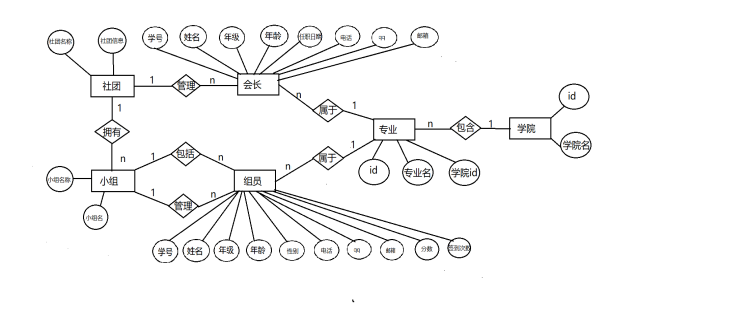 社团名称
社团信息
学号
姓名
年级
年龄
任职日期
电话
qq
邮箱
社团
1
管理
n
会长
n
属于
1
id
1
拥有
n
专业
n
包含
1
学院
学院名
1
包括
n
n
属于
1
id
专业名
学院id
小组名称
小组
组员
1
管理
n
小组名
学号
姓名
年级
年龄
性别
电话
qq
邮箱
分数
签到次数